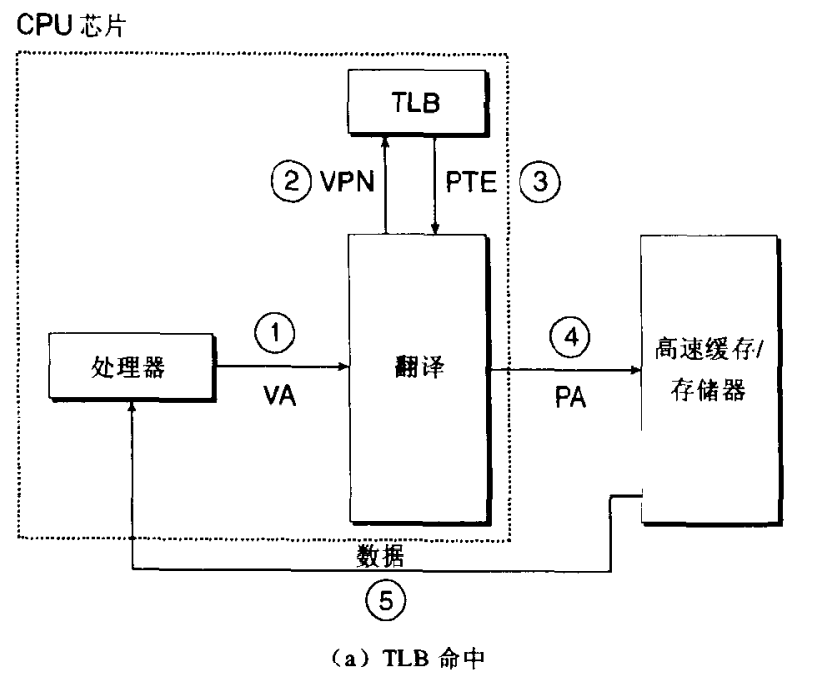 CPU 芯片
TLB
② VPN
PTE ③
①
④
处理器
翻译
高速缓存/
存储器
VA
PA
数据
⑤
(a) TLB 命中